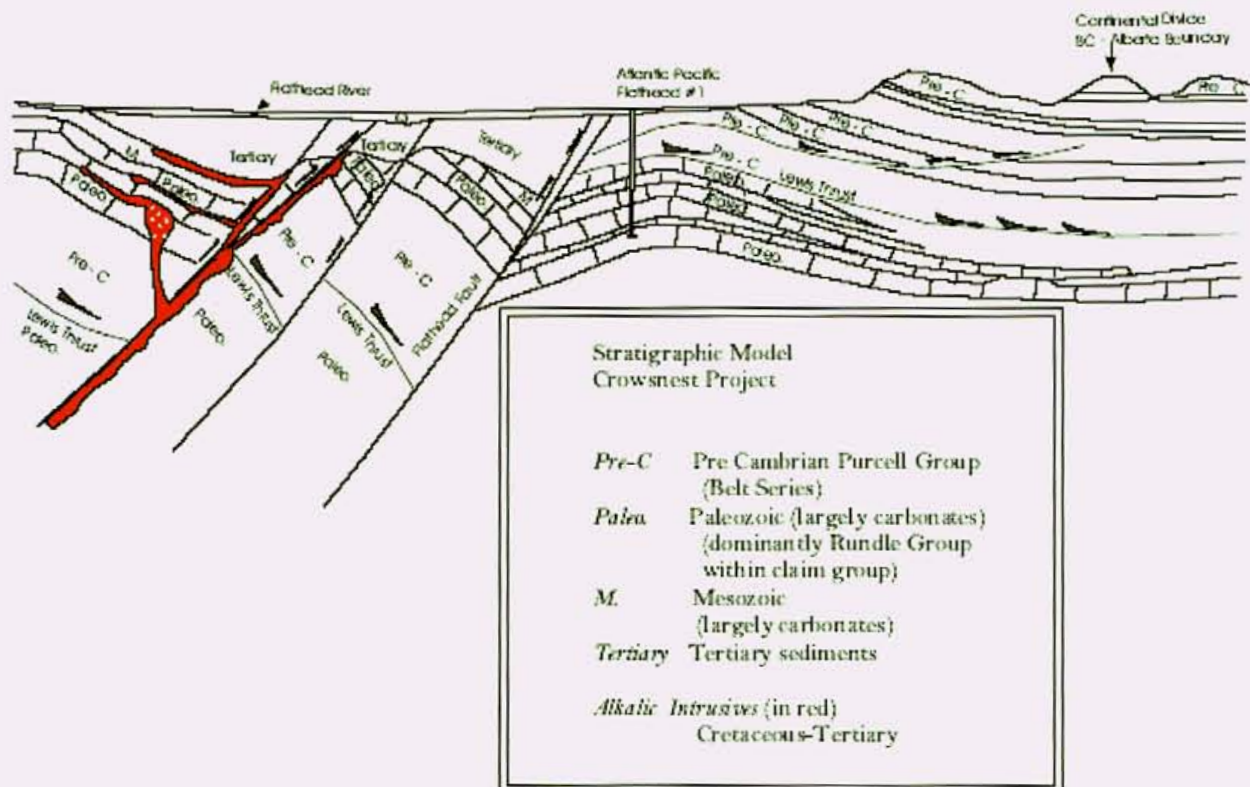 Continental Divide
BC - Alberta Boundary
Atlantic Pacific
Flathead #1
Flathead River
Pre - C
Pre - C
Pre - C
Pre - C
Pre - C
M
Tertiary
Tertiary
Tertiary
Paleo.
Paleo.
Paleo.
Paleo.
M
Pre - C
Paleo.
Paleo.
Paleo.
Lewis Thrust
Pre - C
Pre - C
Pre - C
Lewis Thrust
Paleo.
Lewis Thrust
Paleo.
Lewis Thrust
Paleo.
Flathead Fault
Stratigraphic Model
Crowsnest Project
Pre-C Pre Cambrian Purcell Group
(Belt Series)
Paleo. Paleozoic (largely carbonates)
(dominantly Rundle Group
within claim group)
M. Mesozoic
(largely carbonates)
Tertiary Tertiary sediments
Alkalic Intrusives (in red)
Cretaceous-Tertiary